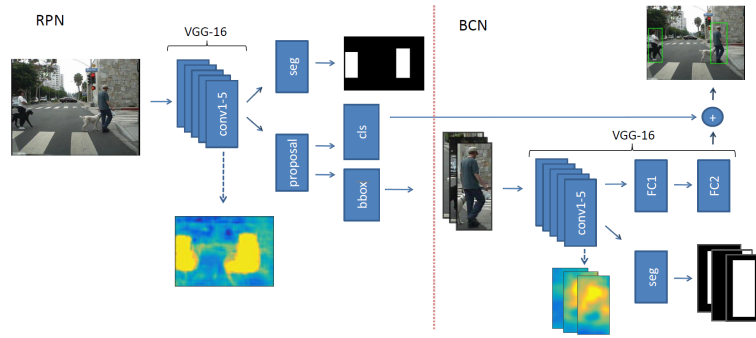 RPN
VGG-16
conv1-5
seg
proposal
cls
bbox
BCN
VGG-16
conv1-5
FC1
FC2
seg
+